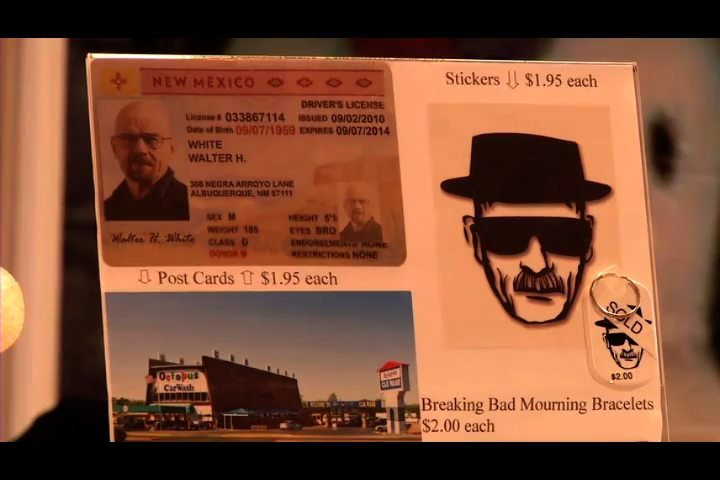 NEW MEXICO
DRIVER'S LICENSE
License# 033867114 ISSUED 09/02/2010
Date of Birth 09/07/1959 EXPIRES 09/07/2014
WHITE
WALTER H.
308 NEGRA ARROYO LANE
ALBUQUERQUE, NM 87111
SEX M HEIGHT 5'1
WEIGHT 185 EYES BRO
CLASS D ENDORSEMENTS NONE
DONOR RESTRICTIONS NONE
Walter H. White
⇩ Post Cards ⇧ $1.95 each
Octopus
Car Wash
CAR WASH
Stickers ⇩ $1.95 each
SOLD
$2.00
Breaking Bad Mourning Bracelets
$2.00 each